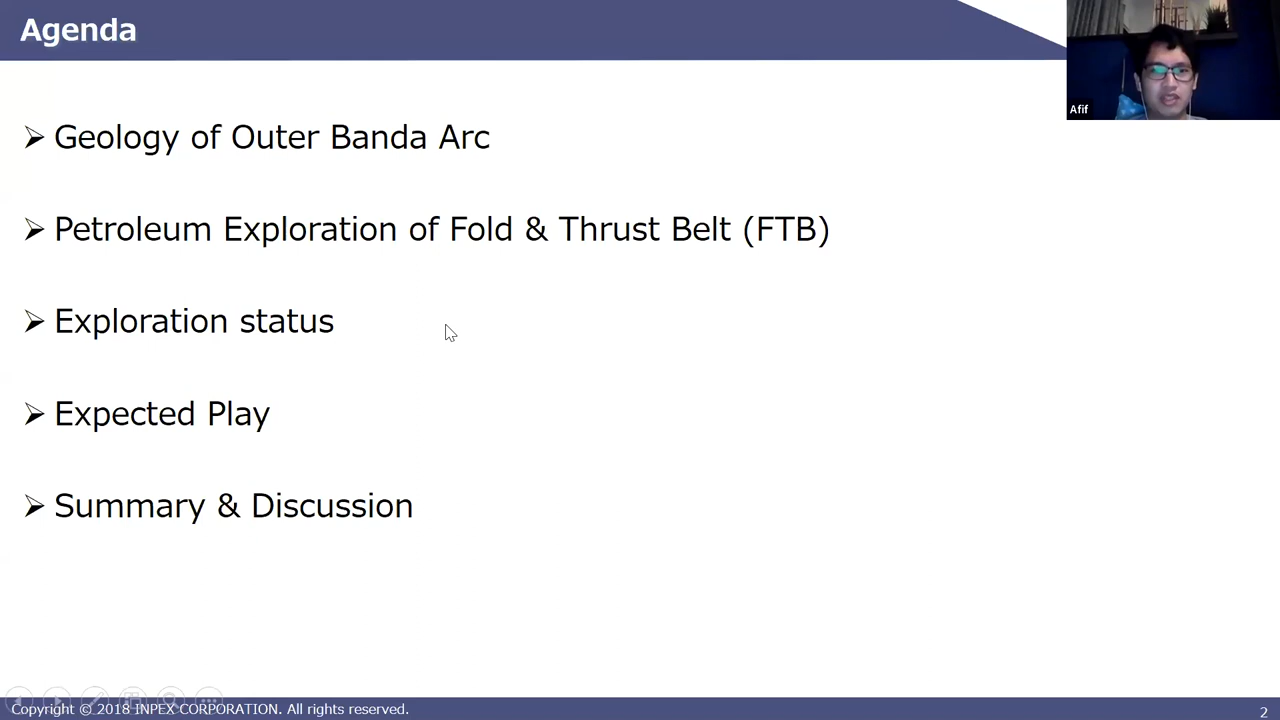 Agenda
Afif
➢ Geology of Outer Banda Arc
➢ Petroleum Exploration of Fold & Thrust Belt (FTB)
➢ Exploration status
➢ Expected Play
➢ Summary & Discussion
Copyright © 2018 INPEX CORPORATION. All rights reserved.
2